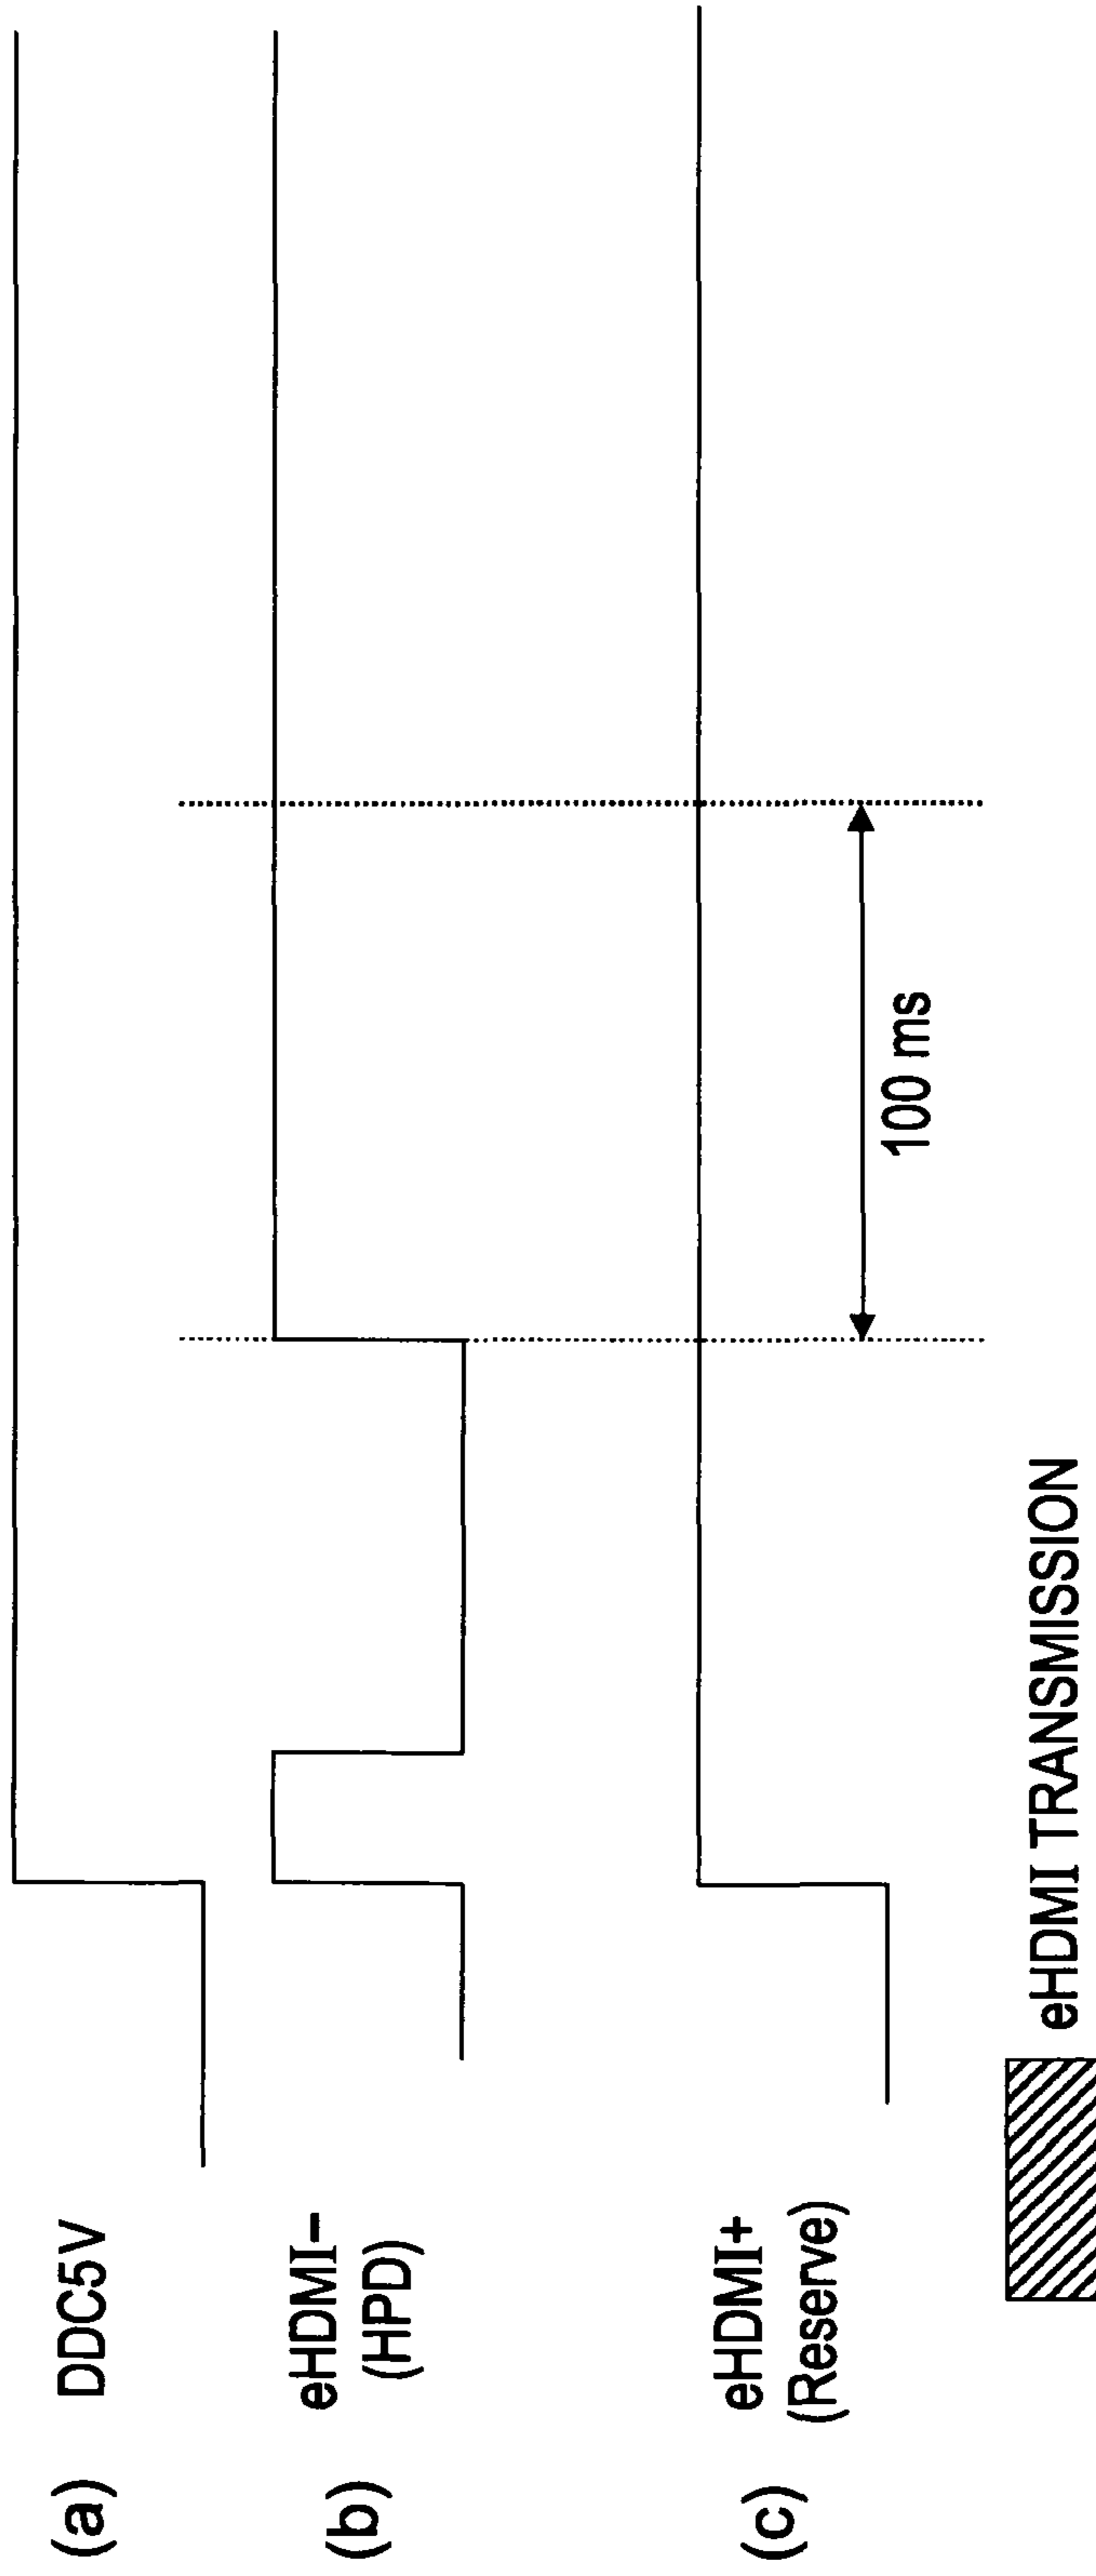 (a) DDC5V
(b) eHDMI−
(HPD)
(c) eHDMI+
(Reserve)
100 ms
eHDMI TRANSMISSION